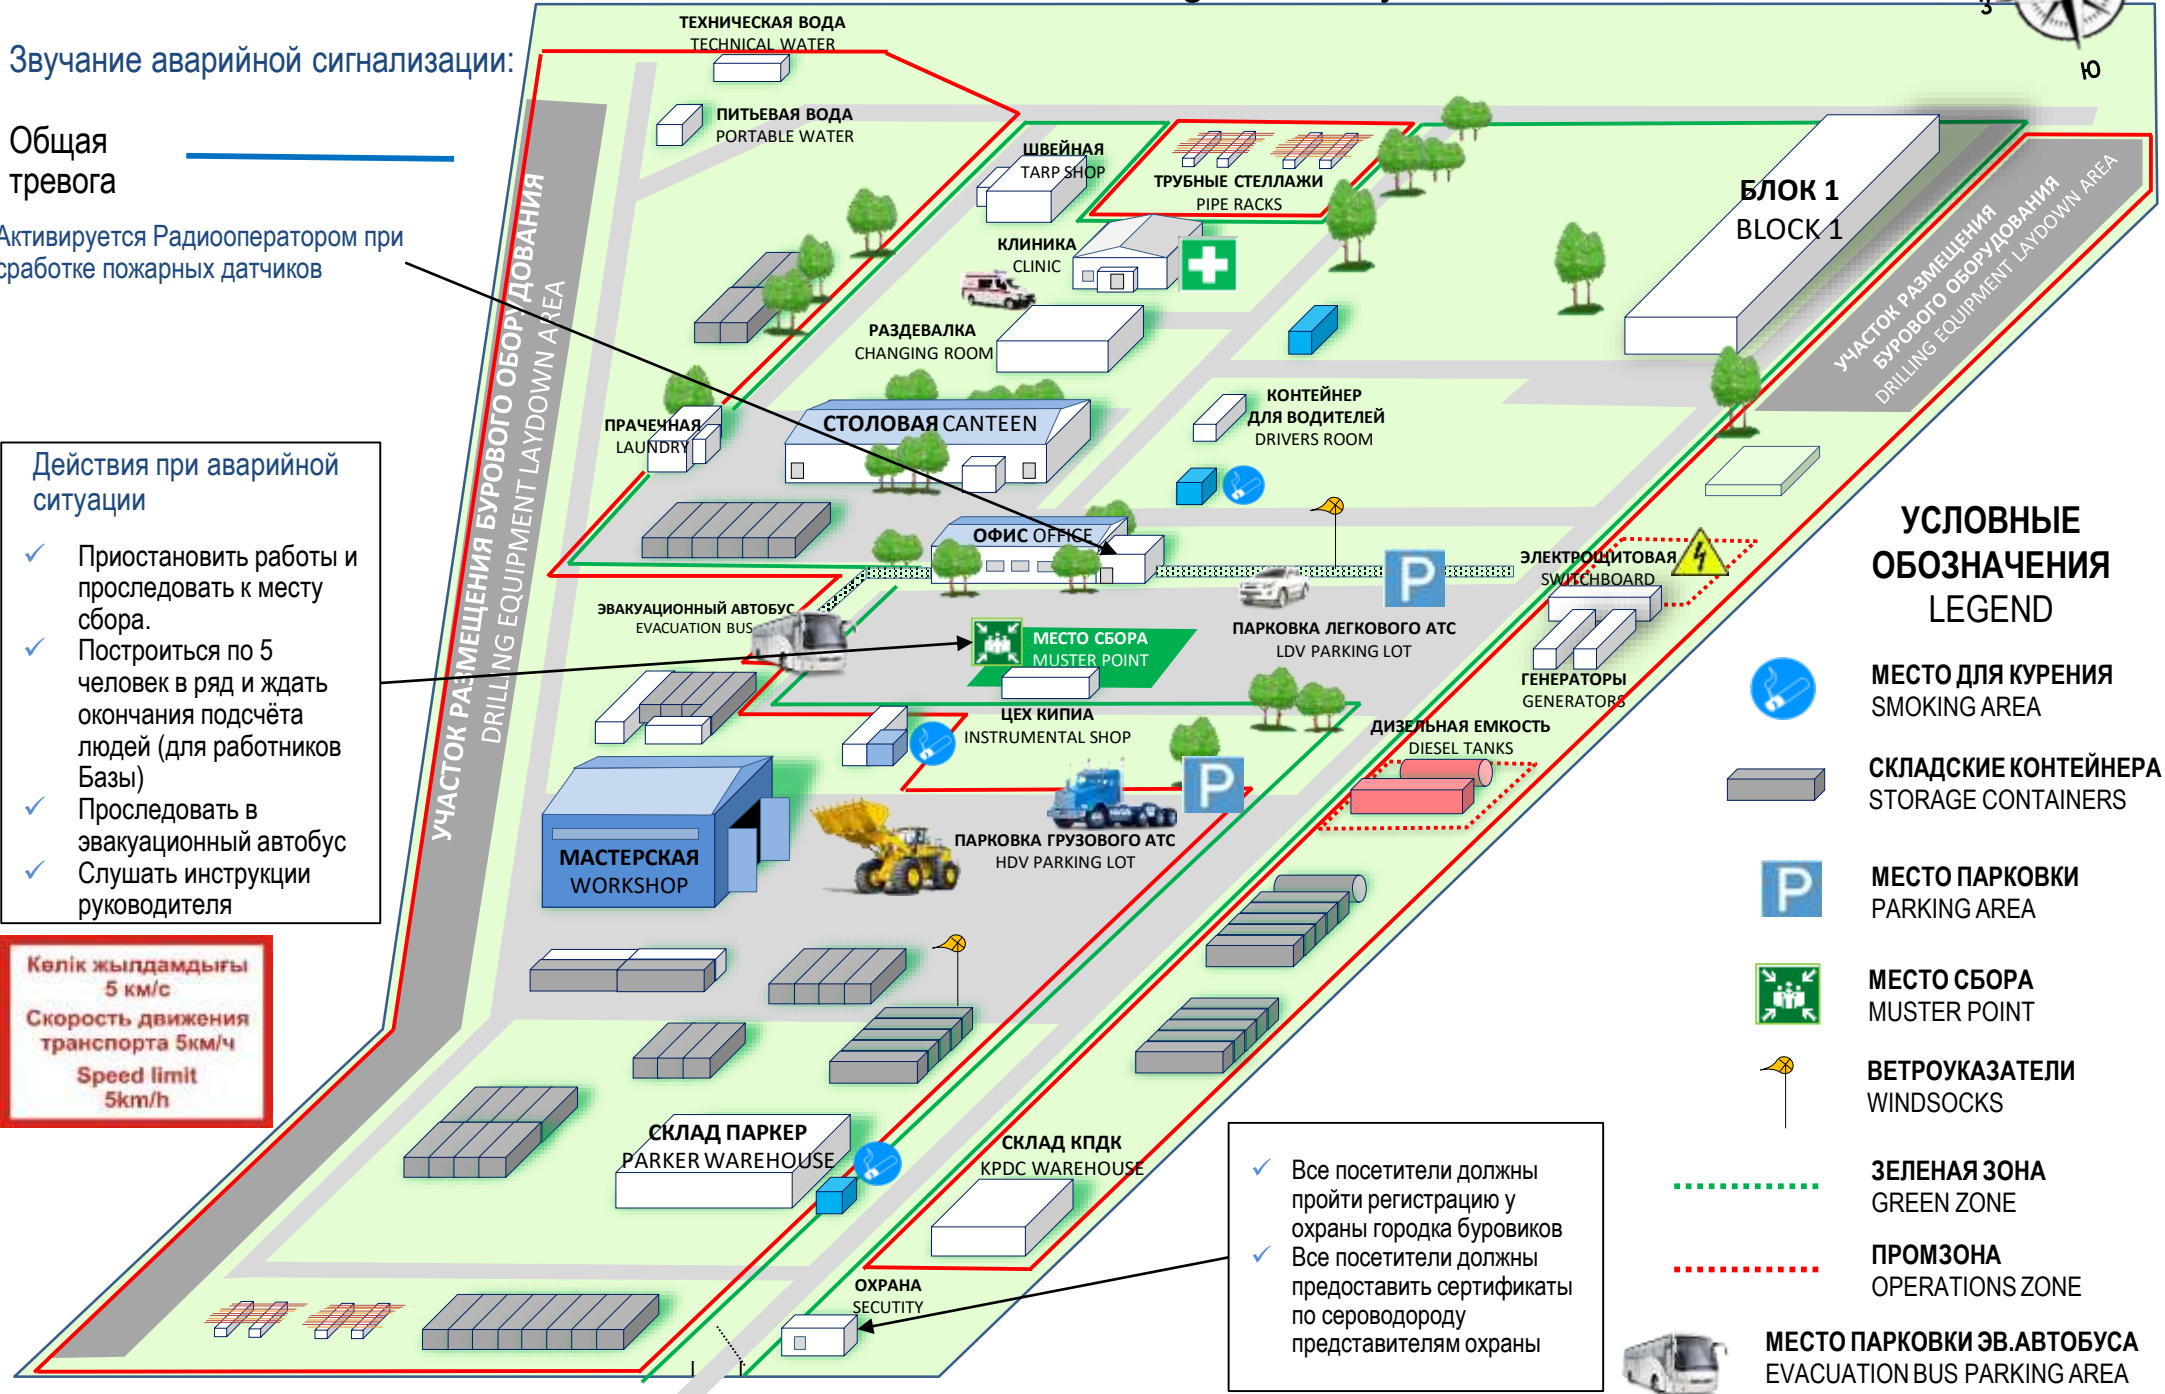 З
Ю
Звучание аварийной сигнализации:
Общая
тревога
Активируется Радиооператором при
сработке пожарных датчиков
Действия при аварийной
ситуации
✓ Приостановить работы и
проследовать к месту
сбора.
✓ Построиться по 5
человек в ряд и ждать
окончания подсчёта
людей (для работников
Базы)
✓ Проследовать в
эвакуационный автобус
✓ Слушать инструкции
руководителя
Көлік жылдамдығы
5 км/с
Скорость движения
транспорта 5км/ч
Speed limit
5km/h
ТЕХНИЧЕСКАЯ ВОДА
TECHNICAL WATER
ПИТЬЕВАЯ ВОДА
PORTABLE WATER
ШВЕЙНАЯ
TARP SHOP
ТРУБНЫЕ СТЕЛЛАЖИ
PIPE RACKS
КЛИНИКА
CLINIC
РАЗДЕВАЛКА
CHANGING ROOM
БЛОК 1
BLOCK 1
УЧАСТОК РАЗМЕЩЕНИЯ
БУРОВОГО ОБОРУДОВАНИЯ
DRILLING EQUIPMENT LAYDOWN AREA
УЧАСТОК РАЗМЕЩЕНИЯ БУРОВОГО ОБОРУДОВАНИЯ
DRILLING EQUIPMENT LAYDOWN AREA
ПРАЧЕЧНАЯ
LAUNDRY
СТОЛОВАЯ CANTEEN
КОНТЕЙНЕР
ДЛЯ ВОДИТЕЛЕЙ
DRIVERS ROOM
ОФИС OFFICE
ЭЛЕКТРОЩИТОВАЯ
SWITCHBOARD
ЭВАКУАЦИОННЫЙ АВТОБУС
EVACUATION BUS
МЕСТО СБОРА
MUSTER POINT
P
ПАРКОВКА ЛЕГКОВОГО АТС
LDV PARKING LOT
ГЕНЕРАТОРЫ
GENERATORS
ЦЕХ КИПИА
INSTRUMENTAL SHOP
ДИЗЕЛЬНАЯ ЕМКОСТЬ
DIESEL TANKS
P
МАСТЕРСКАЯ
WORKSHOP
ПАРКОВКА ГРУЗОВОГО АТС
HDV PARKING LOT
СКЛАД ПАРКЕР
PARKER WAREHOUSE
СКЛАД КПДК
KPDC WAREHOUSE
ОХРАНА
SECUTITY
✓ Все посетители должны
пройти регистрацию у
охраны городка буровиков
✓ Все посетители должны
предоставить сертификаты
по сероводороду
представителям охраны
УСЛОВНЫЕ
ОБОЗНАЧЕНИЯ
LEGEND
МЕСТО ДЛЯ КУРЕНИЯ
SMOKING AREA
СКЛАДСКИЕ КОНТЕЙНЕРА
STORAGE CONTAINERS
P
МЕСТО ПАРКОВКИ
PARKING AREA
МЕСТО СБОРА
MUSTER POINT
ВЕТРОУКАЗАТЕЛИ
WINDSOCKS
ЗЕЛЕНАЯ ЗОНА
GREEN ZONE
ПРОМЗОНА
OPERATIONS ZONE
МЕСТО ПАРКОВКИ ЭВ.АВТОБУСА
EVACUATION BUS PARKING AREA